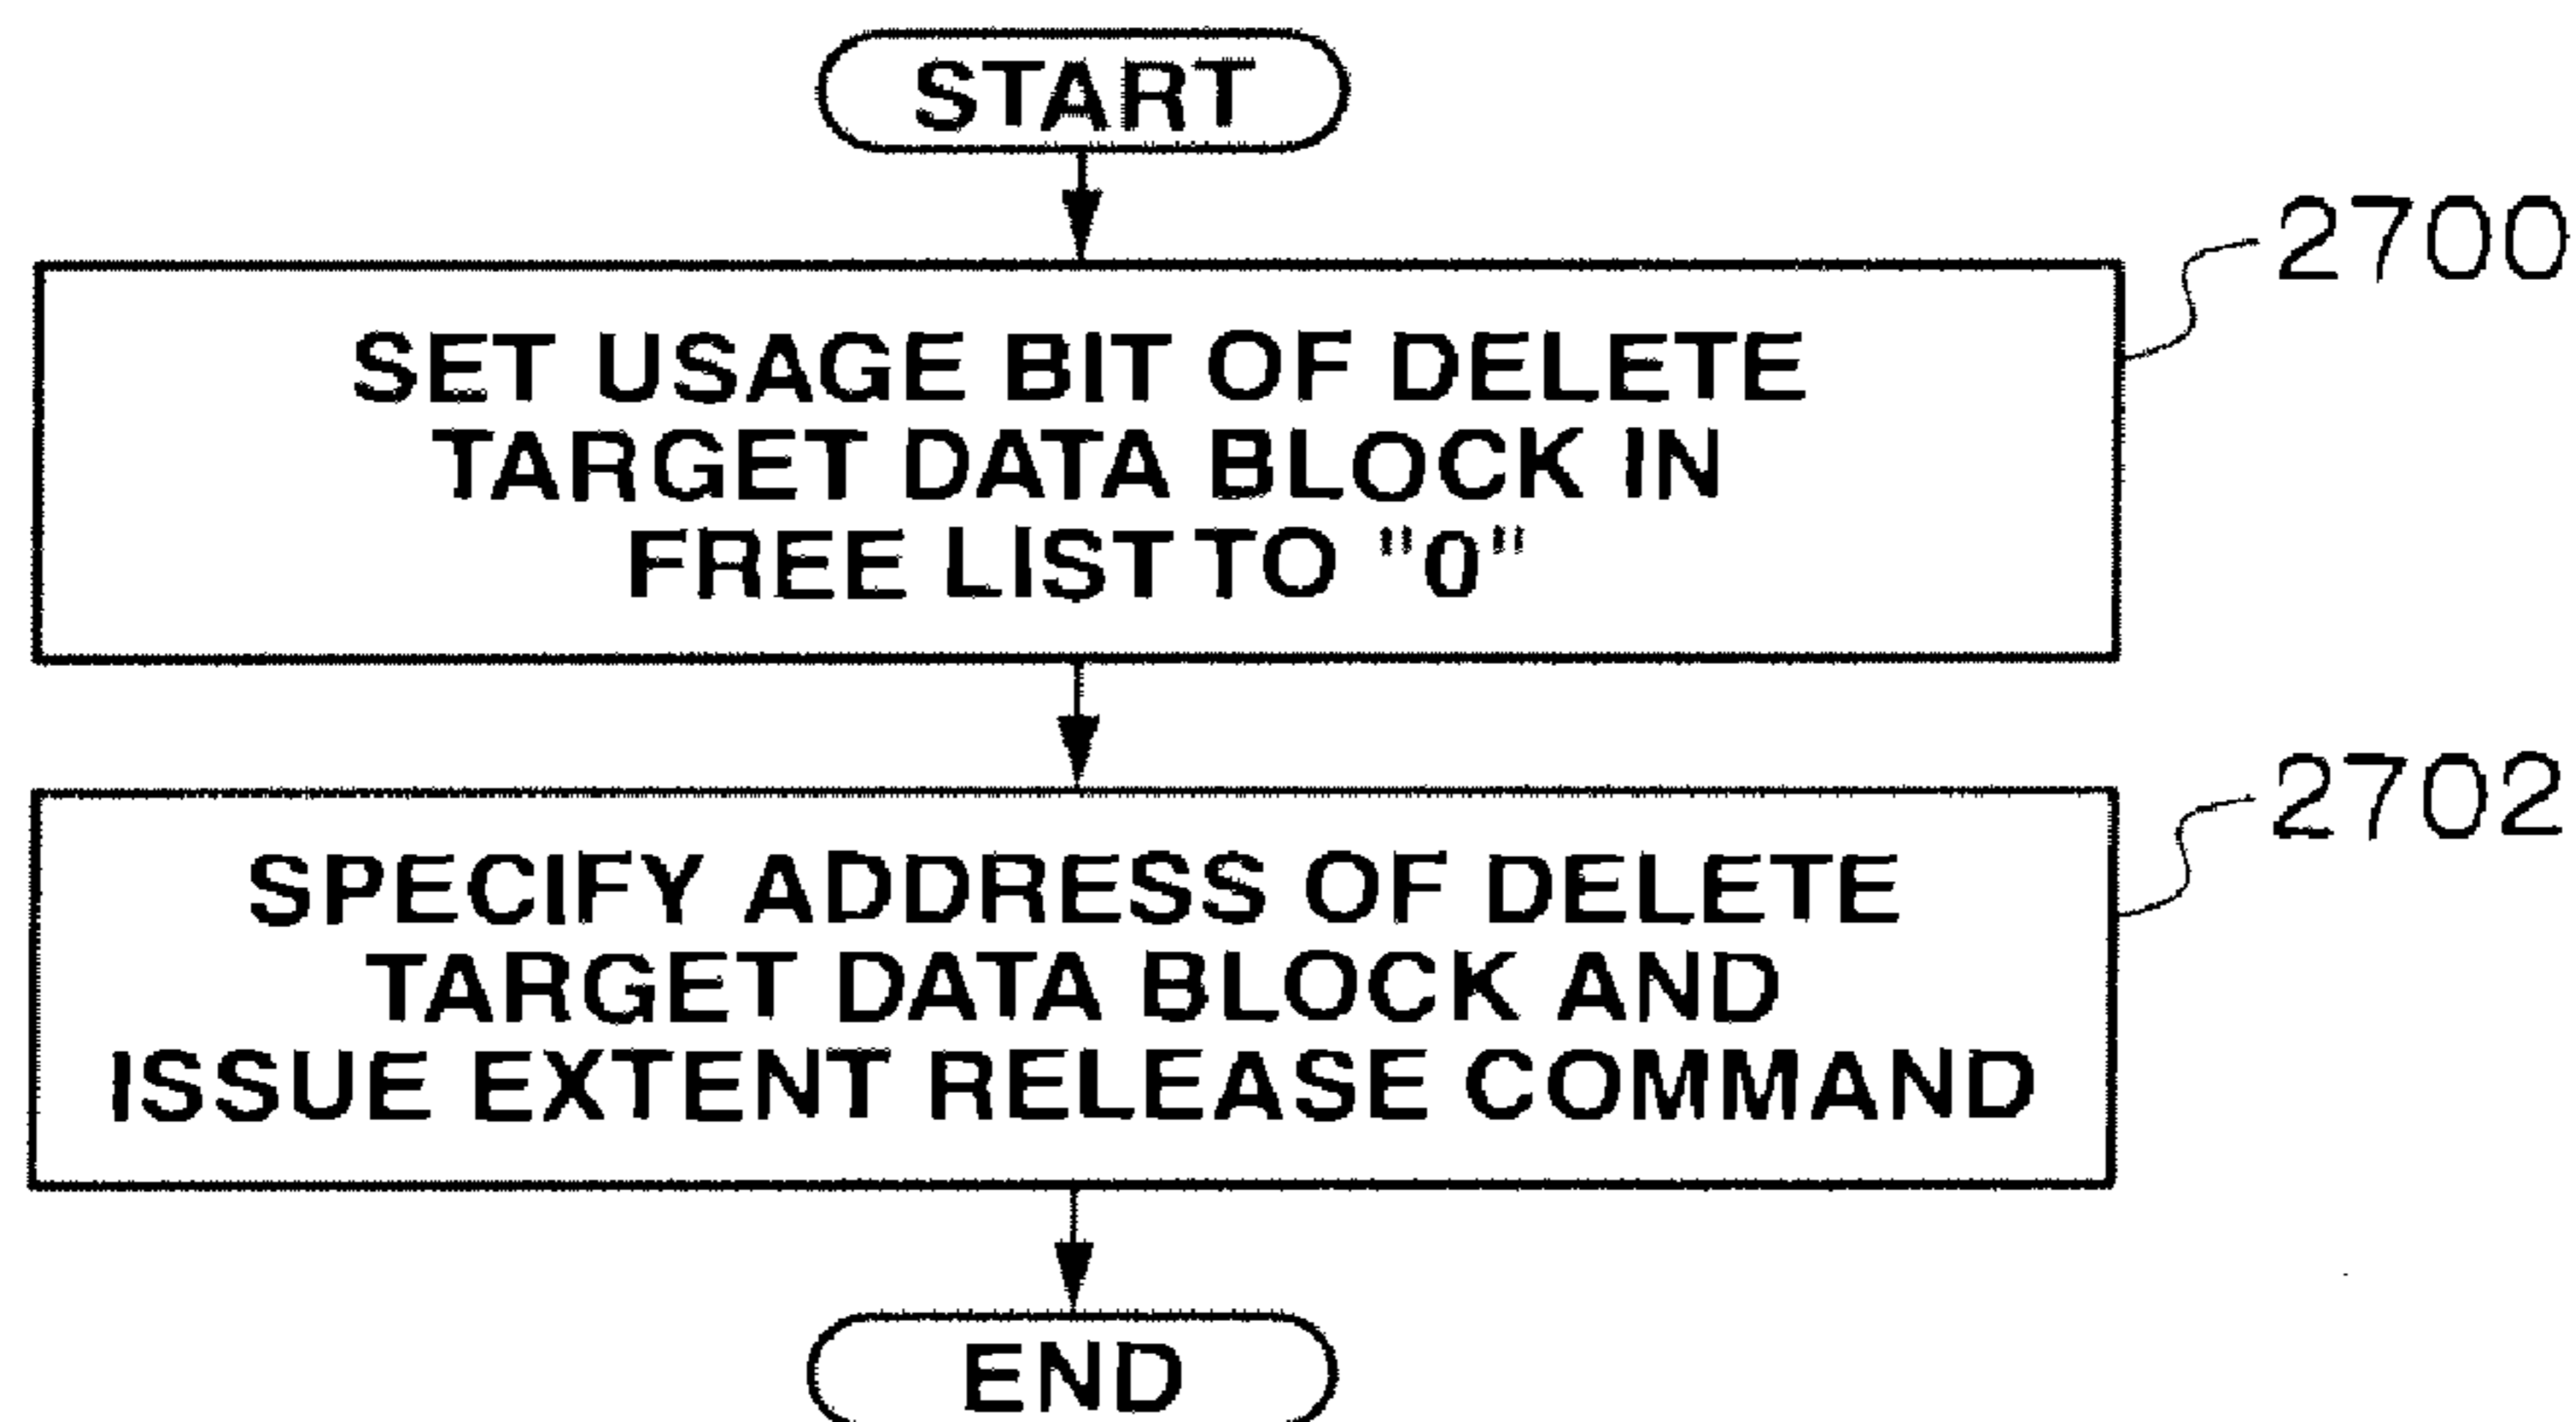 START
2700
SET USAGE BIT OF DELETE
TARGET DATA BLOCK IN
FREE LIST TO "0"
2702
SPECIFY ADDRESS OF DELETE
TARGET DATA BLOCK AND
ISSUE EXTENT RELEASE COMMAND
END